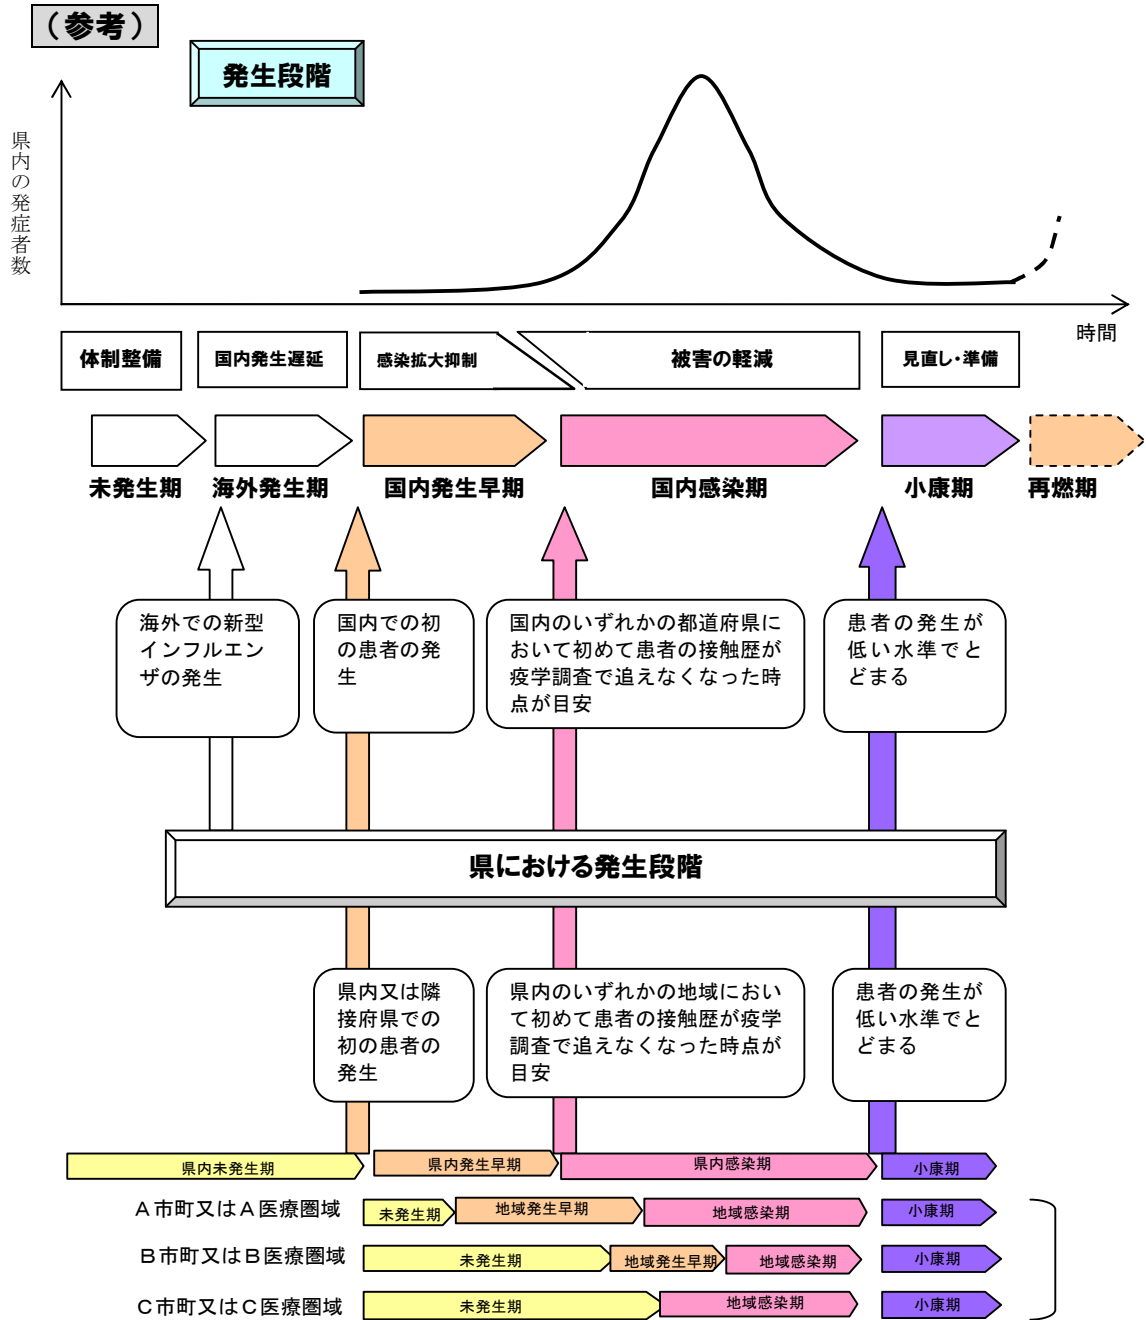 （参考）
発生段階
県内の発症者数
時間
体制整備
国内発生遅延
感染拡大抑制
被害の軽減
見直し・準備
未発生期
海外発生期
国内発生早期
国内感染期
小康期
再燃期
海外での新型
インフルエン
ザの発生
国内での初
の患者の発
生
国内のいずれかの都道府県に
おいて初めて患者の接触歴が
疫学調査で追えなくなった時
点が目安
患者の発生が
低い水準でと
どまる
県における発生段階
県内又は隣
接府県での
初の患者の
発生
県内のいずれかの地域におい
て初めて患者の接触歴が疫学
調査で追えなくなった時点が
目安
患者の発生が
低い水準でと
どまる
県内未発生期
県内発生早期
県内感染期
小康期
Ａ市町又はＡ医療圏域
未発生期
地域発生早期
地域感染期
小康期
Ｂ市町又はＢ医療圏域
未発生期
地域発生早期
地域感染期
小康期
Ｃ市町又はＣ医療圏域
未発生期
地域感染期
小康期